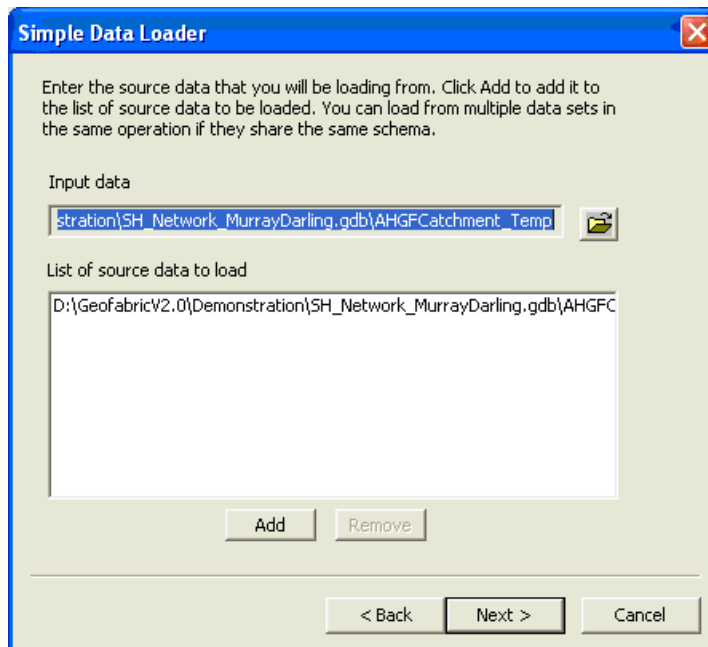 Simple Data Loader
Enter the source data that you will be loading from. Click Add to add it to
the list of source data to be loaded. You can load from multiple data sets in
the same operation if they share the same schema.
Input data
stration\SH_Network_MurrayDarling.gdb\AHGFCatchment_Temp
List of source data to load
D:\GeofabricV2.0\Demonstration\SH_Network_MurrayDarling.gdb\AHGFC
Add
Remove
< Back
Next >
Cancel